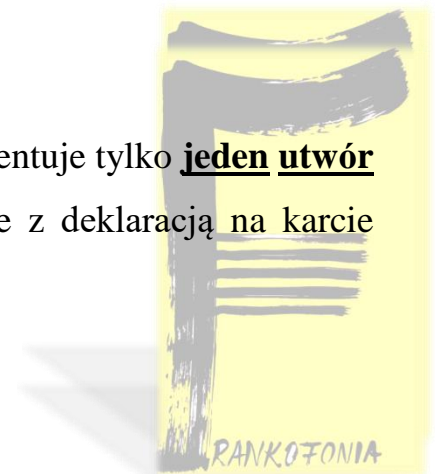 entuje tylko jeden utwór
e z deklaracją na karcie
RANKOFONIA